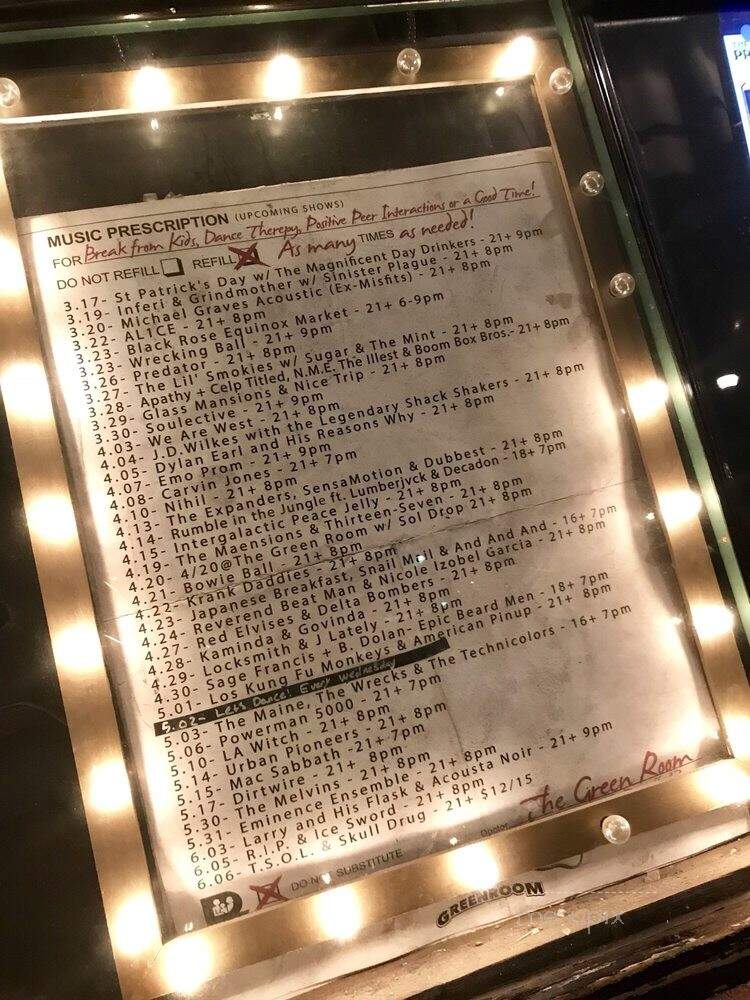 MUSIC PRESCRIPTION (UPCOMING SHOWS)
FOR Break from Kids, Dance Therepy, Positive Peer Interactions or a Good Time!
DO NOT REFILL REFILL As many TIMES as needed!
3.17- St Patrick's Day w/ The Magnificent Day Drinkers - 21+ 9pm
3.19- Inferi & Grindmother w/ Sinister Plague - 21+ 8pm
3.20- Michael Graves Acoustic (Ex-Misfits) - 21+ 8pm
3.22- AL1CE - 21+ 8pm
3.23- Black Rose Equinox Market - 21+ 6-9pm
3.23- Wrecking Ball - 21+ 9pm
3.26- Predator - 21+ 8pm
3.27- The Lil' Smokies w/ Sugar & The Mint - 21+ 8pm
3.28- Apathy + Celp Titled, N.M.E. The Illest & Boom Box Bros.- 21+ 8pm
3.29- Glass Mansions & Nice Trip - 21+ 8pm
3.30- Soulective - 21+ 9pm
4.03- We Are West - 21+ 8pm
4.04- J.D.Wilkes with the Legendary Shack Shakers - 21+ 8pm
4.05- Dylan Earl and His Reasons Why - 21+ 8pm
4.07- Emo Prom - 21+ 9pm
4.08- Carvin Jones - 21+ 7pm
4.10- Nihil - 21+ 8pm
4.13- The Expanders, SensaMotion & Dubbest - 21+ 8pm
4.14- Rumble in the Jungle ft. Lumberjvck & Decadon - 18+ 7pm
4.15- Intergalactic Peace Jelly - 21+ 8pm
4.19- The Maensions & Thirteen-Seven - 21+ 8pm
4.20- 4/20@The Green Room w/ Sol Drop 21+ 8pm
4.21- Bowie Ball - 21+ 8pm
4.22- Krank Daddies - 21+ 8pm
4.23- Japanese Breakfast, Snail Mail & And And And - 16+ 7pm
4.24- Reverend Beat Man & Nicole Izobel Garcia - 21+ 8pm
4.27- Red Elvises & Delta Bombers - 21+ 8pm
4.28- Kaminda & Govinda - 21+ 8pm
4.29- Locksmith & J Lately - 21+ 8pm
4.30- Sage Francis + B. Dolan- Epic Beard Men - 18+ 7pm
5.01- Los Kung Fu Monkeys & American Pinup - 21+ 8pm
5.02- Lets Dance! Every Wednesday
5.03- The Maine, The Wrecks & The Technicolors - 16+ 7pm
5.06- Powerman 5000 - 21+ 7pm
5.10- LA Witch - 21+ 8pm
5.14- Urban Pioneers - 21+ 8pm
5.15- Mac Sabbath -21+ 7pm
5.17- Dirtwire - 21+ 8pm
5.30- The Melvins - 21+ 8pm
5.31- Eminence Ensemble - 21+ 8pm
6.03- Larry and His Flask & Acousta Noir - 21+ 9pm
6.05- R.I.P. & Ice Sword - 21+ 8pm
6.06- T.S.O.L. & Skull Drug - 21+ $12/15
Doctor The Green Room
DO NOT SUBSTITUTE
GREENROOM